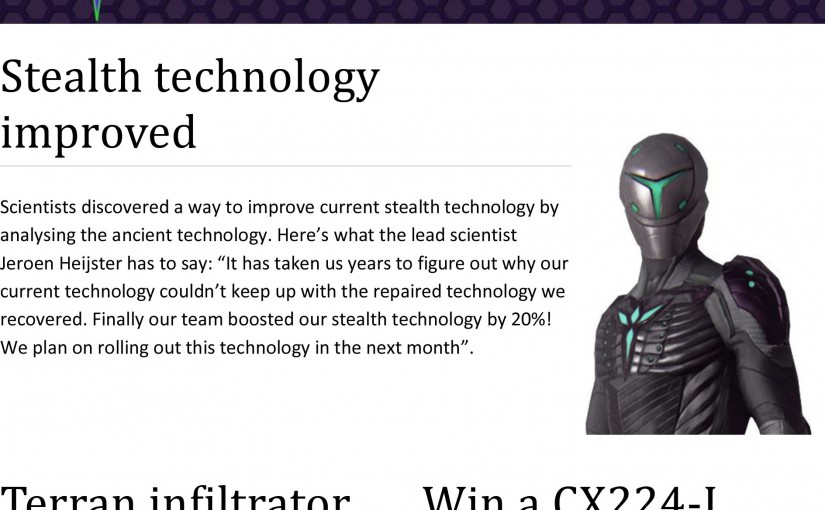 Stealth technology
improved
Scientists discovered a way to improve current stealth technology by
analysing the ancient technology. Here’s what the lead scientist
Jeroen Heijster has to say: “It has taken us years to figure out why our
current technology couldn’t keep up with the repaired technology we
recovered. Finally our team boosted our stealth technology by 20%!
We plan on rolling out this technology in the next month”.
Terran infiltrator
Win a CX224-